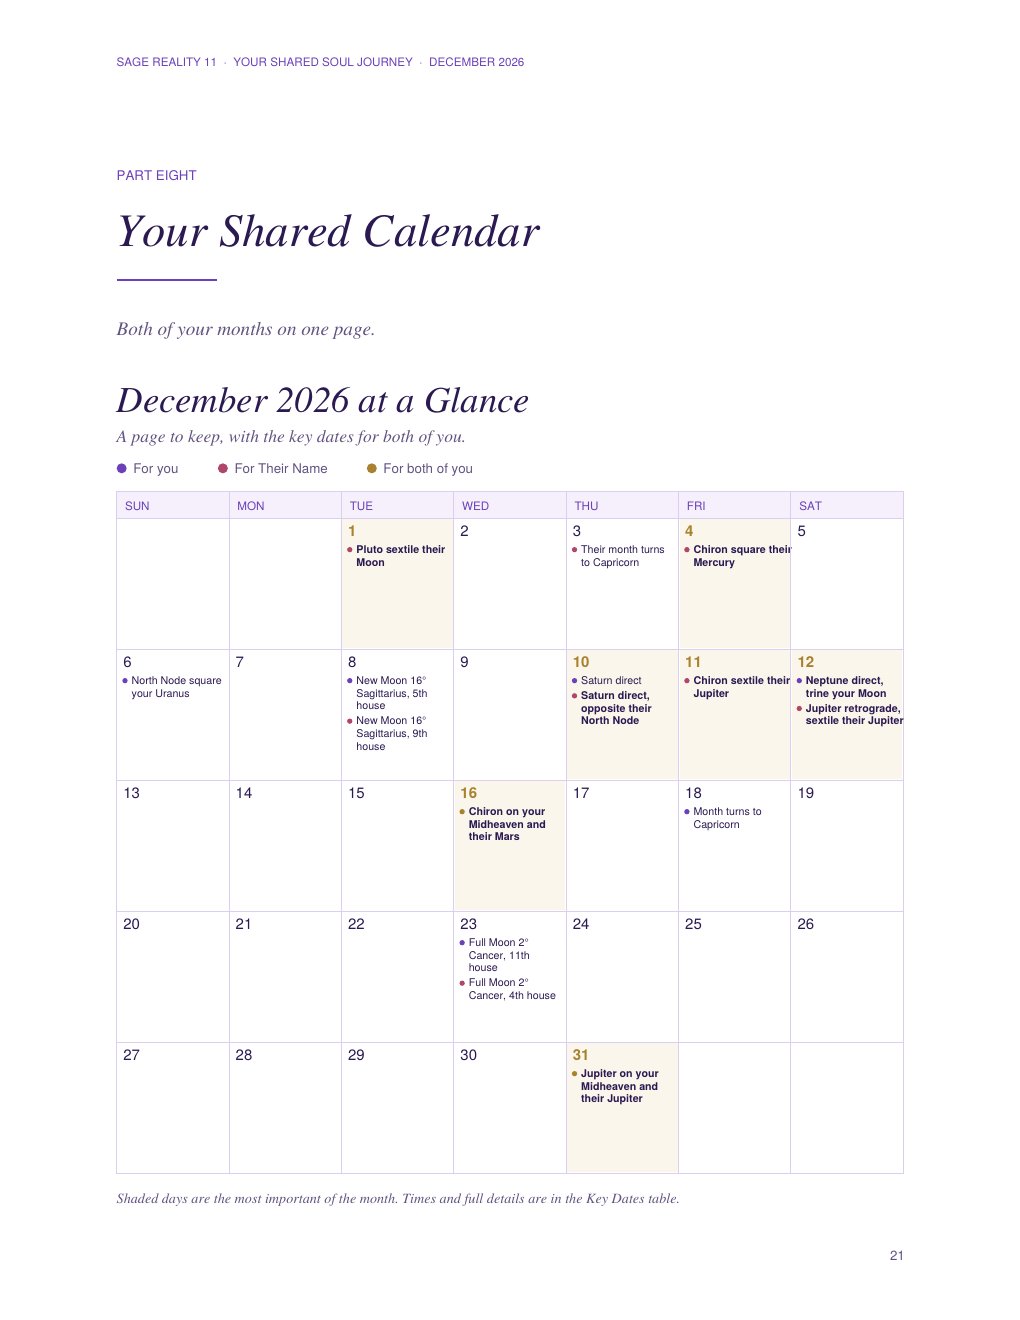 SAGE REALITY 11 · YOUR SHARED SOUL JOURNEY · DECEMBER 2026
PART EIGHT
Your Shared Calendar
Both of your months on one page.
December 2026 at a Glance
A page to keep, with the key dates for both of you.
For you
For Their Name
For both of you
SUN MON TUE WED THU FRI SAT
1
Pluto sextile their
Moon
2
3
Their month turns
to Capricorn
4
Chiron square their
Mercury
5
6
North Node square
your Uranus
7
8
New Moon 16°
Sagittarius, 5th
house
New Moon 16°
Sagittarius, 9th
house
9
10
Saturn direct
Saturn direct,
opposite their
North Node
11
Chiron sextile their
Jupiter
12
Neptune direct,
trine your Moon
Jupiter retrograde,
sextile their Jupiter
13
14
15
16
Chiron on your
Midheaven and
their Mars
17
18
Month turns to
Capricorn
19
20
21
22
23
Full Moon 2°
Cancer, 11th
house
Full Moon 2°
Cancer, 4th house
24
25
26
27
28
29
30
31
Jupiter on your
Midheaven and
their Jupiter
Shaded days are the most important of the month. Times and full details are in the Key Dates table.
21